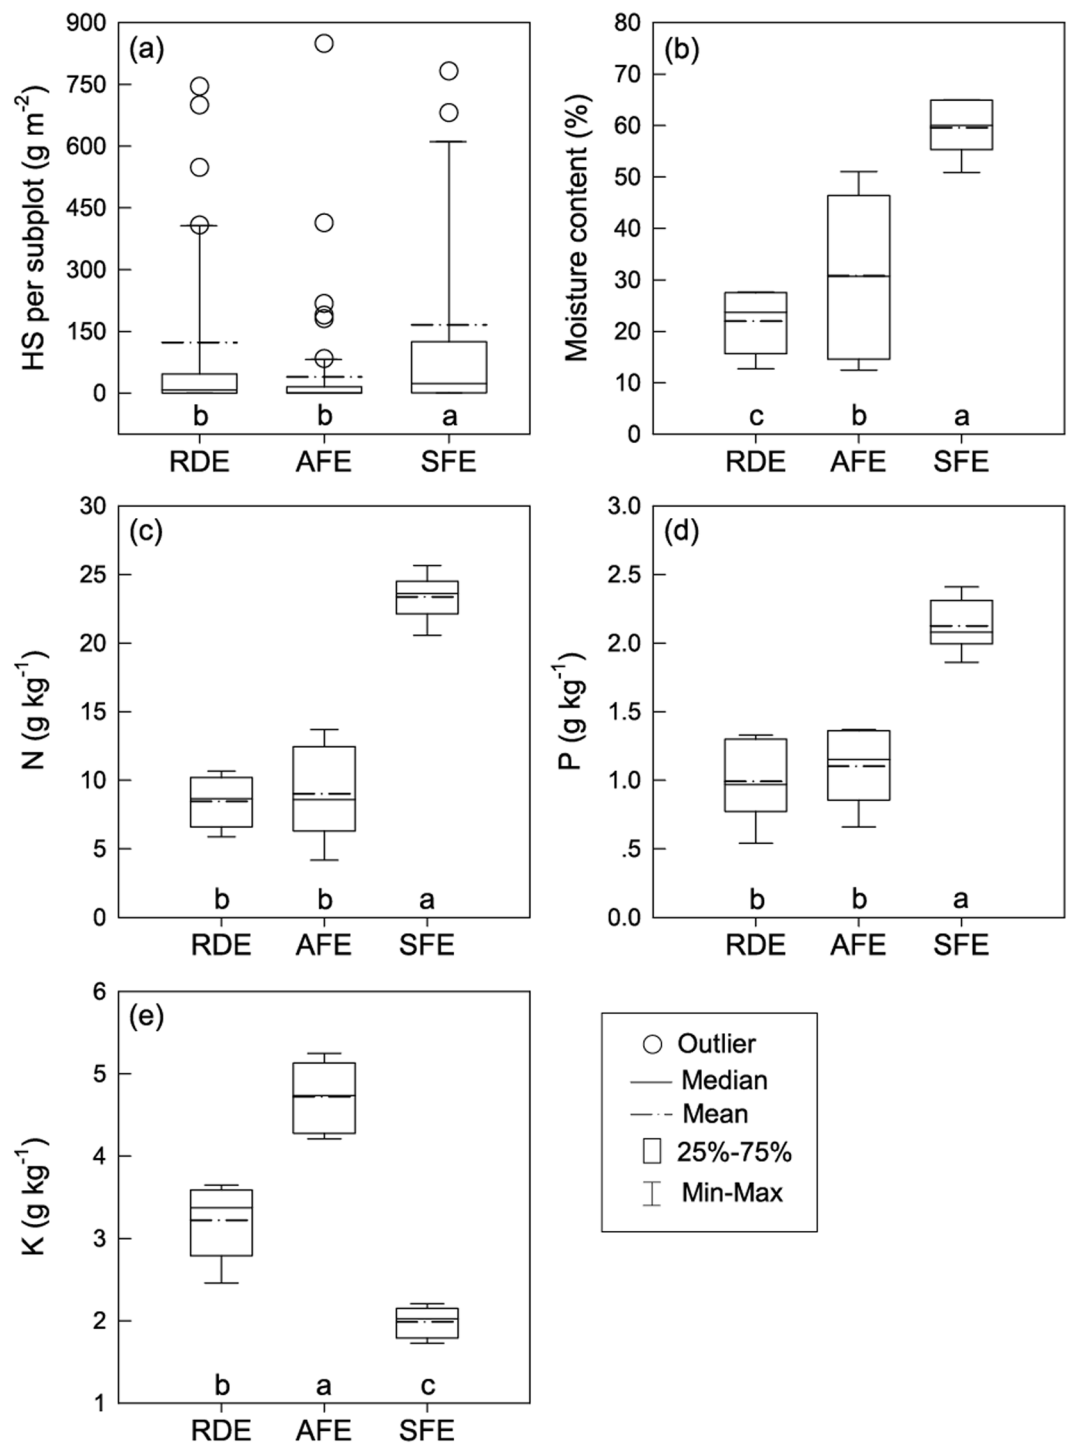 (a)
HS per subplot (g m⁻²)
900
750
600
450
300
150
0
b b a
RDE AFE SFE
(b)
Moisture content (%)
80
70
60
50
40
30
20
10
0
c b a
RDE AFE SFE
(c)
N (g kg⁻¹)
30
25
20
15
10
5
0
b b a
RDE AFE SFE
(d)
P (g kg⁻¹)
3.0
2.5
2.0
1.5
1.0
.5
0.0
b b a
RDE AFE SFE
(e)
K (g kg⁻¹)
6
5
4
3
2
1
b a c
RDE AFE SFE
Outlier
Median
Mean
25%-75%
Min-Max